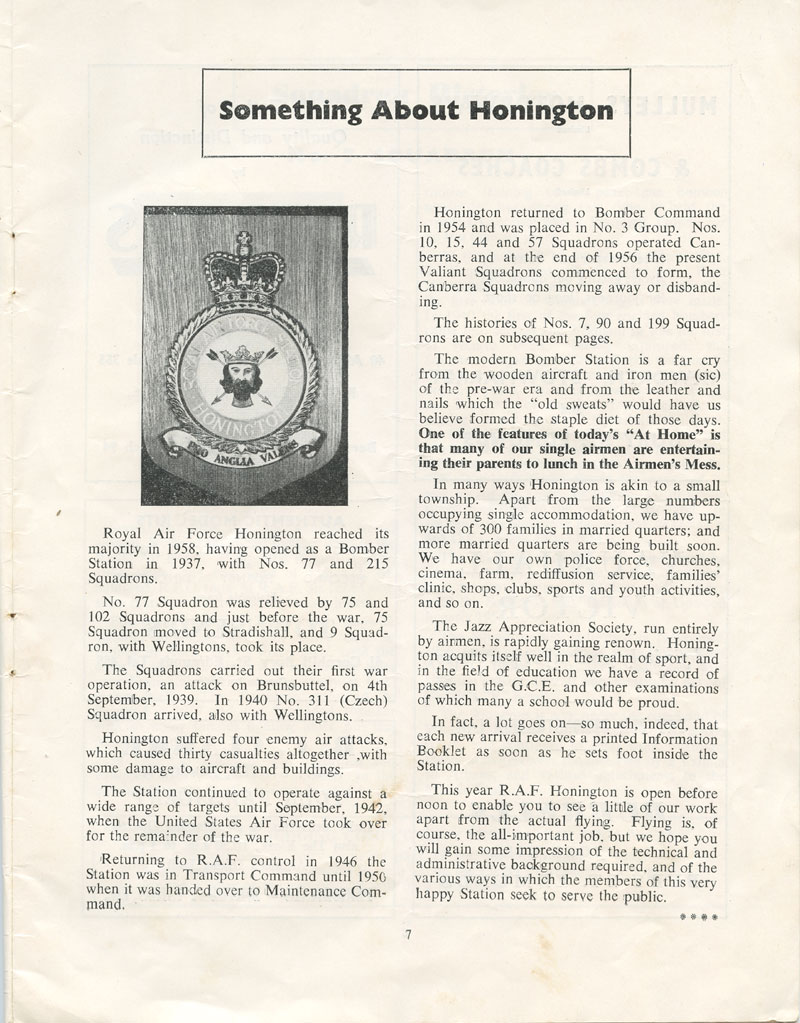 Something About Honington
HONINGTON
PRO ANGLIA VALENS
Royal Air Force Honington reached its
majority in 1958, having opened as a Bomber
Station in 1937, with Nos. 77 and 215
Squadrons.
No. 77 Squadron was relieved by 75 and
102 Squadrons and just before the war, 75
Squadron moved to Stradishall, and 9 Squad-
ron, with Wellingtons, took its place.
The Squadrons carried out their first war
operation, an attack on Brunsbuttel, on 4th
September, 1939. In 1940 No. 311 (Czech)
Squadron arrived, also with Wellingtons.
Honington suffered four enemy air attacks,
which caused thirty casualties altogether ,with
some damage to aircraft and buildings.
The Station continued to operate against a
wide range of targets until September, 1942,
when the United States Air Force took over
for the remainder of the war.
Returning to R.A.F. control in 1946 the
Station was in Transport Command until 1950
when it was handed over to Maintenance Com-
mand.
Honington returned to Bomber Command
in 1954 and was placed in No. 3 Group. Nos.
10, 15, 44 and 57 Squadrons operated Can-
berras, and at the end of 1956 the present
Valiant Squadrons commenced to form, the
Canberra Squadrons moving away or disband-
ing.
The histories of Nos. 7, 90 and 199 Squad-
rons are on subsequent pages.
The modern Bomber Station is a far cry
from the wooden aircraft and iron men (sic)
of the pre-war era and from the leather and
nails which the "old sweats" would have us
believe formed the staple diet of those days.
One of the features of today's "At Home" is
that many of our single airmen are entertain-
ing their parents to lunch in the Airmen's Mess.
In many ways Honington is akin to a small
township. Apart from the large numbers
occupying single accommodation, we have up-
wards of 300 families in married quarters; and
more married quarters are being built soon.
We have our own police force, churches,
cinema, farm, rediffusion service, families'
clinic, shops, clubs, sports and youth activities,
and so on.
The Jazz Appreciation Society, run entirely
by airmen, is rapidly gaining renown. Honing-
ton acquits itself well in the realm of sport, and
in the field of education we have a record of
passes in the G.C.E. and other examinations
of which many a school would be proud.
In fact, a lot goes on—so much, indeed, that
each new arrival receives a printed Information
Booklet as soon as he sets foot inside the
Station.
This year R.A.F. Honington is open before
noon to enable you to see a little of our work
apart from the actual flying. Flying is, of
course, the all-important job, but we hope you
will gain some impression of the technical and
administrative background required, and of the
various ways in which the members of this very
happy Station seek to serve the public.
* * * *
7